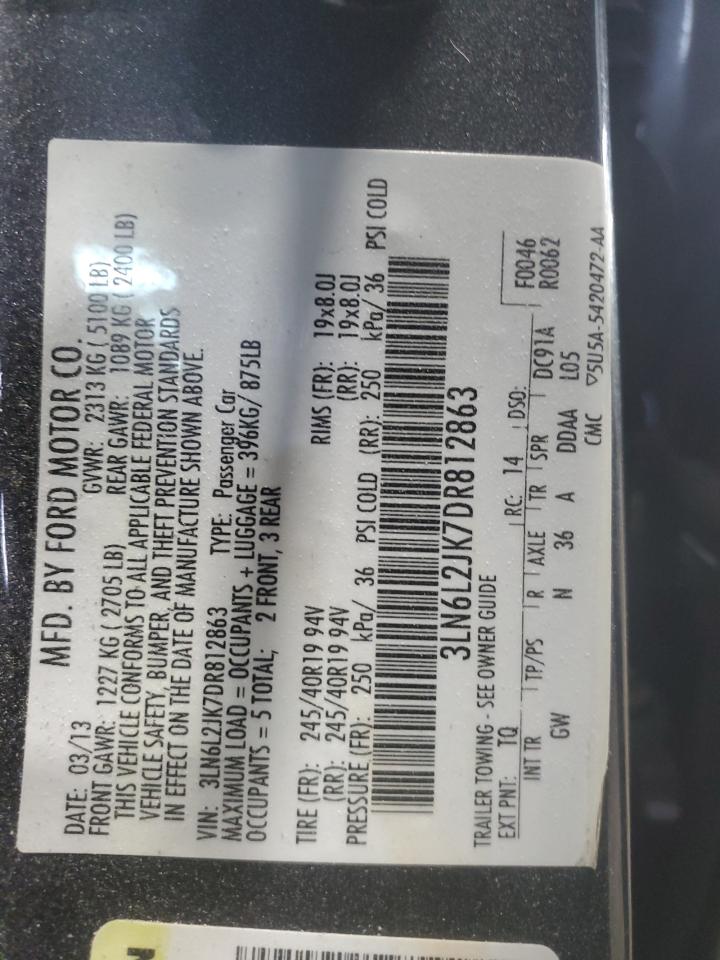 MFD. BY FORD MOTOR CO.
DATE: 03/13 GVWR: 2313 KG ( 5100 LB)
FRONT GAWR: 1227 KG ( 2705 LB) REAR GAWR: 1089 KG ( 2400 LB)
THIS VEHICLE CONFORMS TO ALL APPLICABLE FEDERAL MOTOR
VEHICLE SAFETY, BUMPER, AND THEFT PREVENTION STANDARDS
IN EFFECT ON THE DATE OF MANUFACTURE SHOWN ABOVE.
VIN: 3LN6L2JK7DR812863 TYPE: Passenger Car
MAXIMUM LOAD = OCCUPANTS + LUGGAGE = 396KG/ 875LB
OCCUPANTS = 5 TOTAL; 2 FRONT, 3 REAR
TIRE (FR): 245/40R19 94V RIMS (FR): 19x8.0J
(RR): 245/40R19 94V (RR): 19x8.0J
PRESSURE (FR): 250 kPa/ 36 PSI COLD (RR): 250 kPa/ 36 PSI COLD
3LN6L2JK7DR812863
TRAILER TOWING - SEE OWNER GUIDE
EXT PNT: TQ RC: 14 DSO: F0046
R0062
INT TR TP/PS R AXLE TR SPR DC91A
GW N 36 A DDAA L05
CMC ▽5U5A-5420472-AA